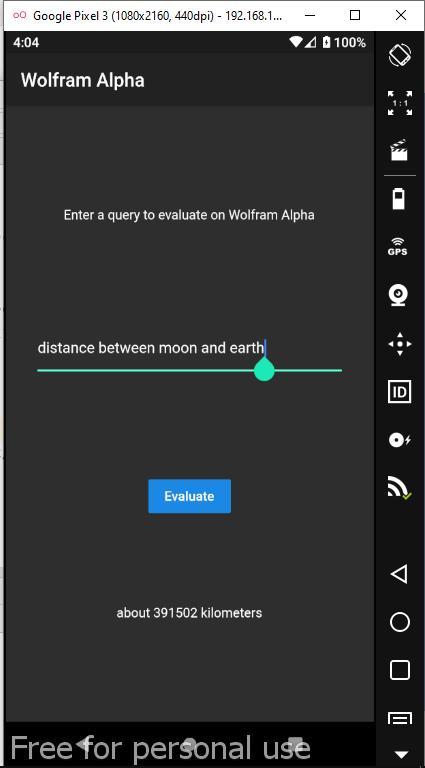 Google Pixel 3 (1080x2160, 440dpi) - 192.168.1...
4:04
100%
Wolfram Alpha
1:1
Enter a query to evaluate on Wolfram Alpha
GPS
distance between moon and earth
ID
Evaluate
about 391502 kilometers
Free for personal use